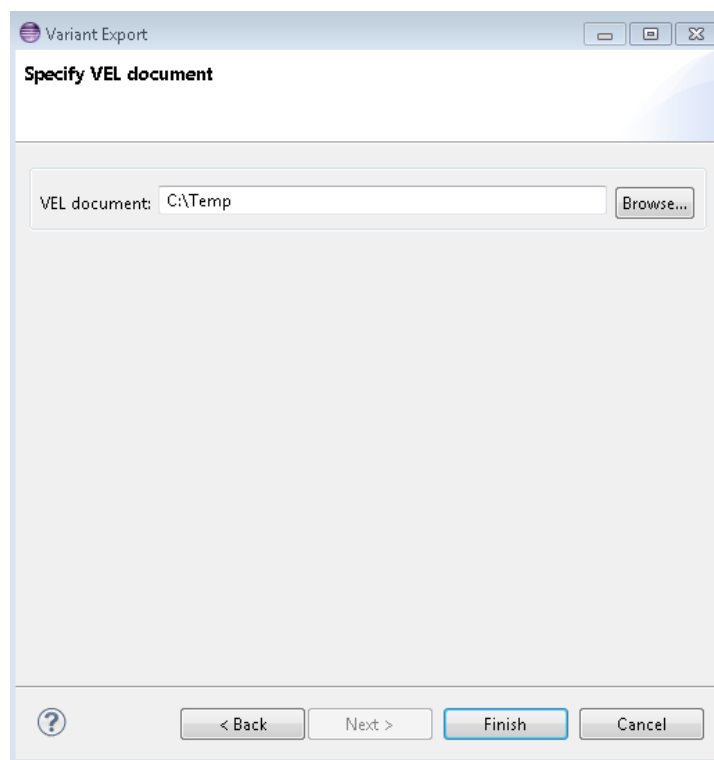 Variant Export
Specify VEL document
VEL document: C:\Temp Browse...
? < Back Next > Finish Cancel